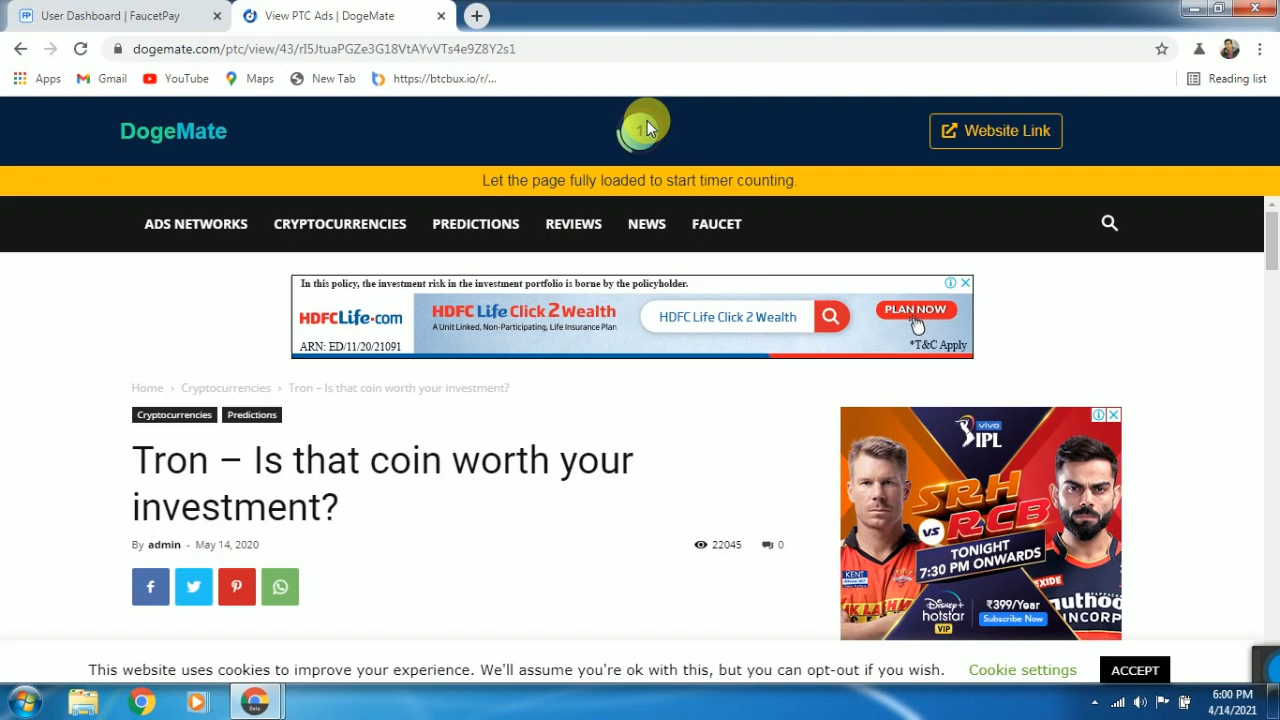 User Dashboard | FaucetPay
View PTC Ads | DogeMate
dogemate.com/ptc/view/43/rI5JtuaPGZe3G18VtAYvVTs4e9Z8Y2s1
Apps Gmail YouTube Maps New Tab https://btcbux.io/r/... Reading list
DogeMate
Website Link
Let the page fully loaded to start timer counting.
ADS NETWORKS CRYPTOCURRENCIES PREDICTIONS REVIEWS NEWS FAUCET
In this policy, the investment risk in the investment portfolio is borne by the policyholder.
HDFCLife.com
ARN: ED/11/20/21091
HDFC Life Click 2 Wealth
A Unit Linked, Non-Participating, Life Insurance Plan
HDFC Life Click 2 Wealth
PLAN NOW
*T&C Apply
Home › Cryptocurrencies › Tron – Is that coin worth your investment?
Cryptocurrencies Predictions
Tron – Is that coin worth your
investment?
By admin - May 14, 2020
22045 0
vivo
IPL
SRH
vs
RCB
TONIGHT
7:30 PM ONWARDS
KENT
EXIDE
Disney+
hotstar
VIP
₹399/Year
Subscribe Now
This website uses cookies to improve your experience. We'll assume you're ok with this, but you can opt-out if you wish. Cookie settings ACCEPT
6:00 PM
4/14/2021